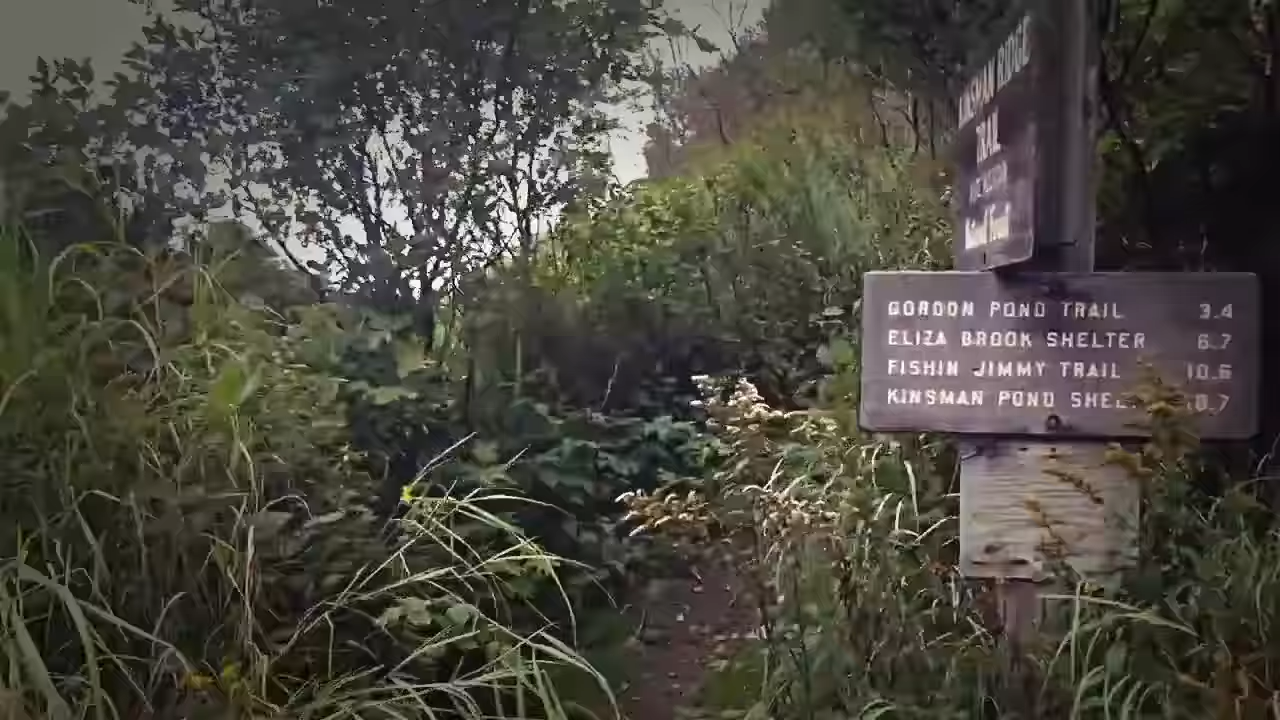 KINSMAN RIDGE
TRAIL
GORDON POND TRAIL 3.4
ELIZA BROOK SHELTER 6.7
FISHIN JIMMY TRAIL 10.6
KINSMAN POND